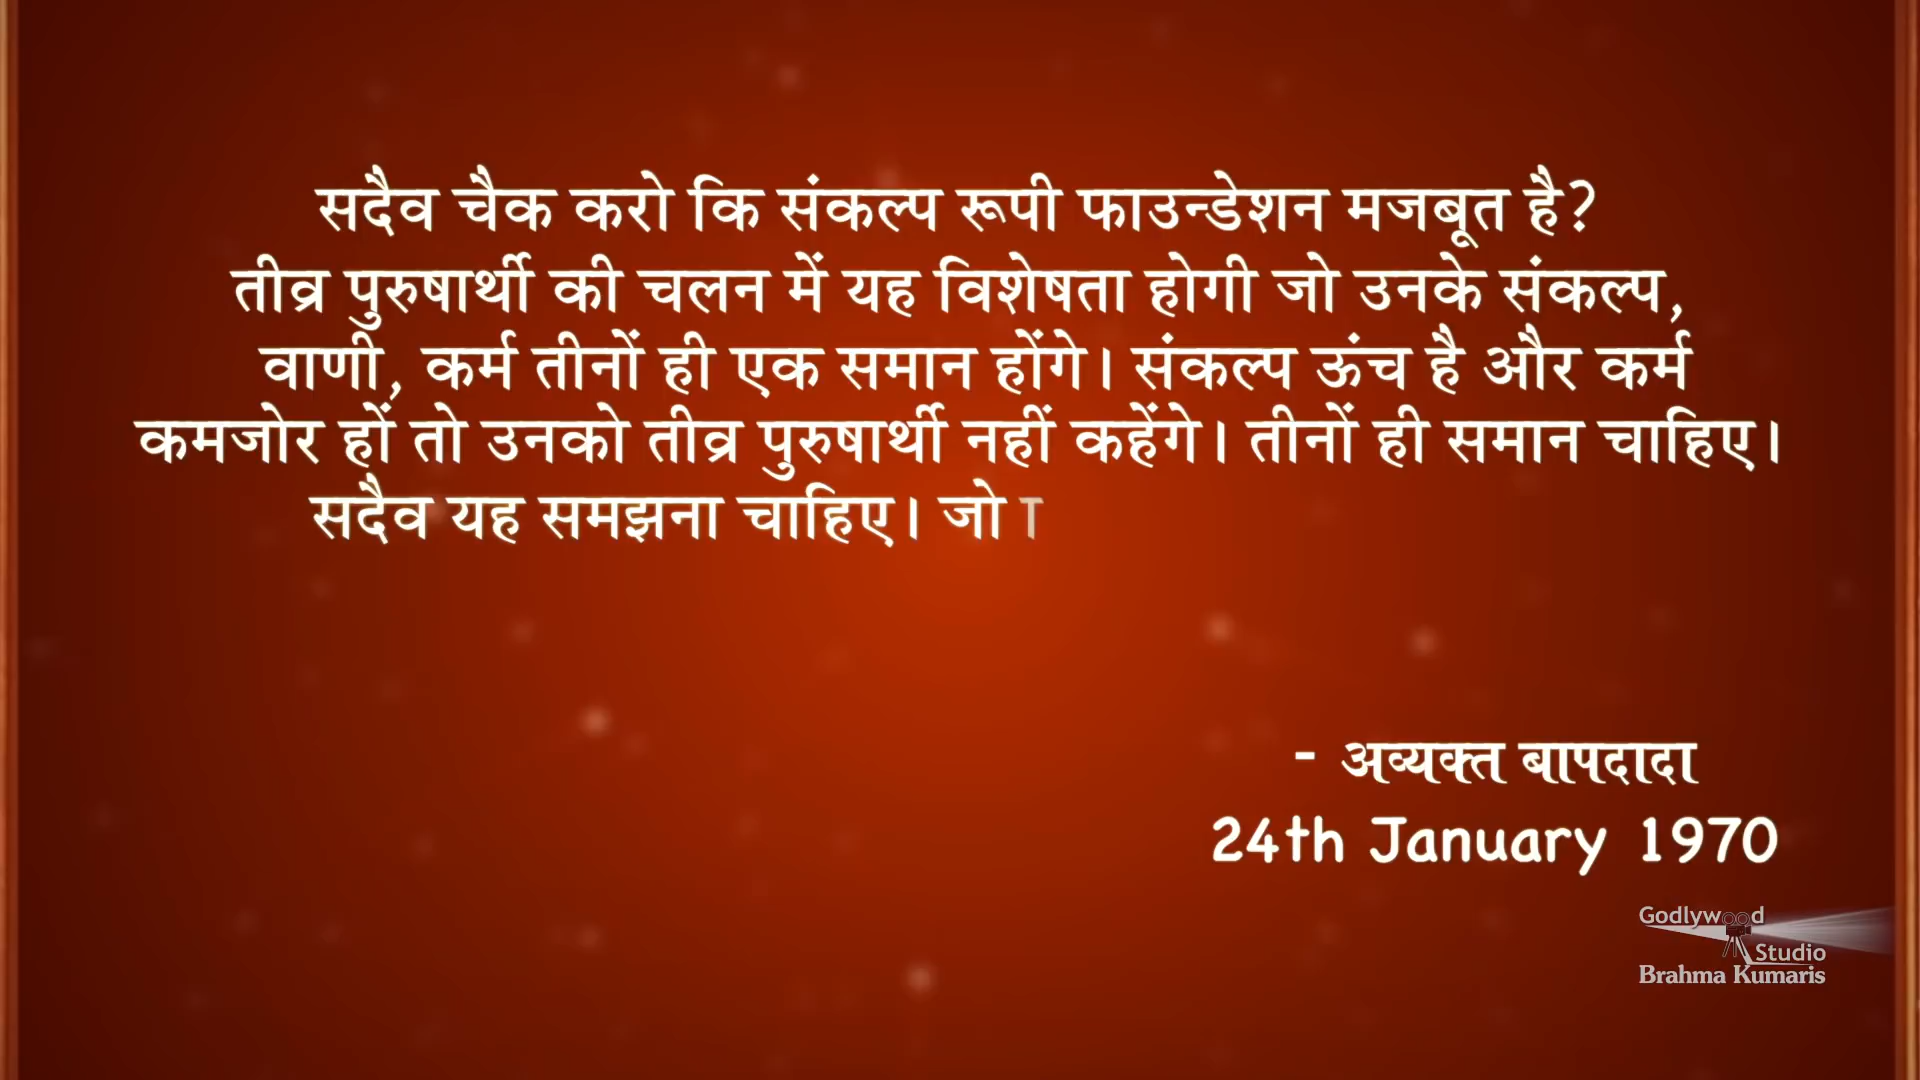 सदैव चैक करो कि संकल्प रूपी फाउन्डेशन मजबूत है?
तीव्र पुरुषार्थी की चलन में यह विशेषता होगी जो उनके संकल्प,
वाणी, कर्म तीनों ही एक समान होंगे। संकल्प ऊंच है और कर्म
कमजोर हों तो उनको तीव्र पुरुषार्थी नहीं कहेंगे। तीनों ही समान चाहिए।
सदैव यह समझना चाहिए। जो
- अव्यक्त बापदादा
24th January 1970
Godlywood
Studio
Brahma Kumaris